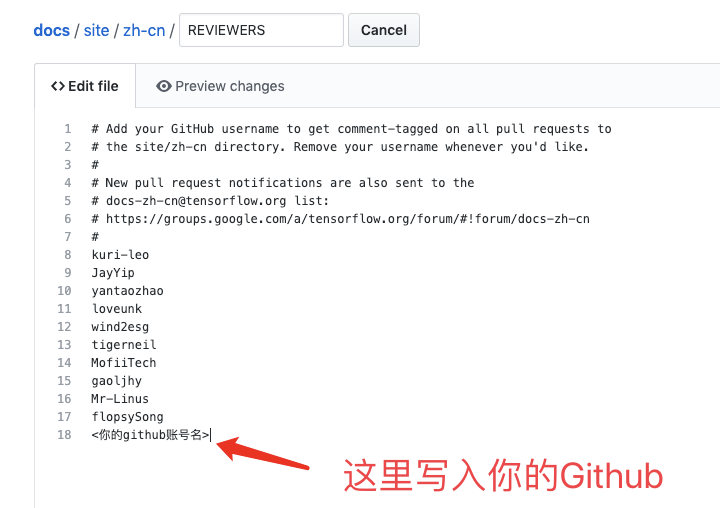 docs / site / zh-cn / REVIEWERS Cancel
<> Edit file Preview changes
1 # Add your GitHub username to get comment-tagged on all pull requests to
2 # the site/zh-cn directory. Remove your username whenever you'd like.
3 #
4 # New pull request notifications are also sent to the
5 # docs-zh-cn@tensorflow.org list:
6 # https://groups.google.com/a/tensorflow.org/forum/#!forum/docs-zh-cn
7 #
8 kuri-leo
9 JayYip
10 yantaozhao
11 loveunk
12 wind2esg
13 tigerneil
14 MofiiTech
15 gaoljhy
16 Mr-Linus
17 flopsySong
18 <你的github账号名>
这里写入你的Github